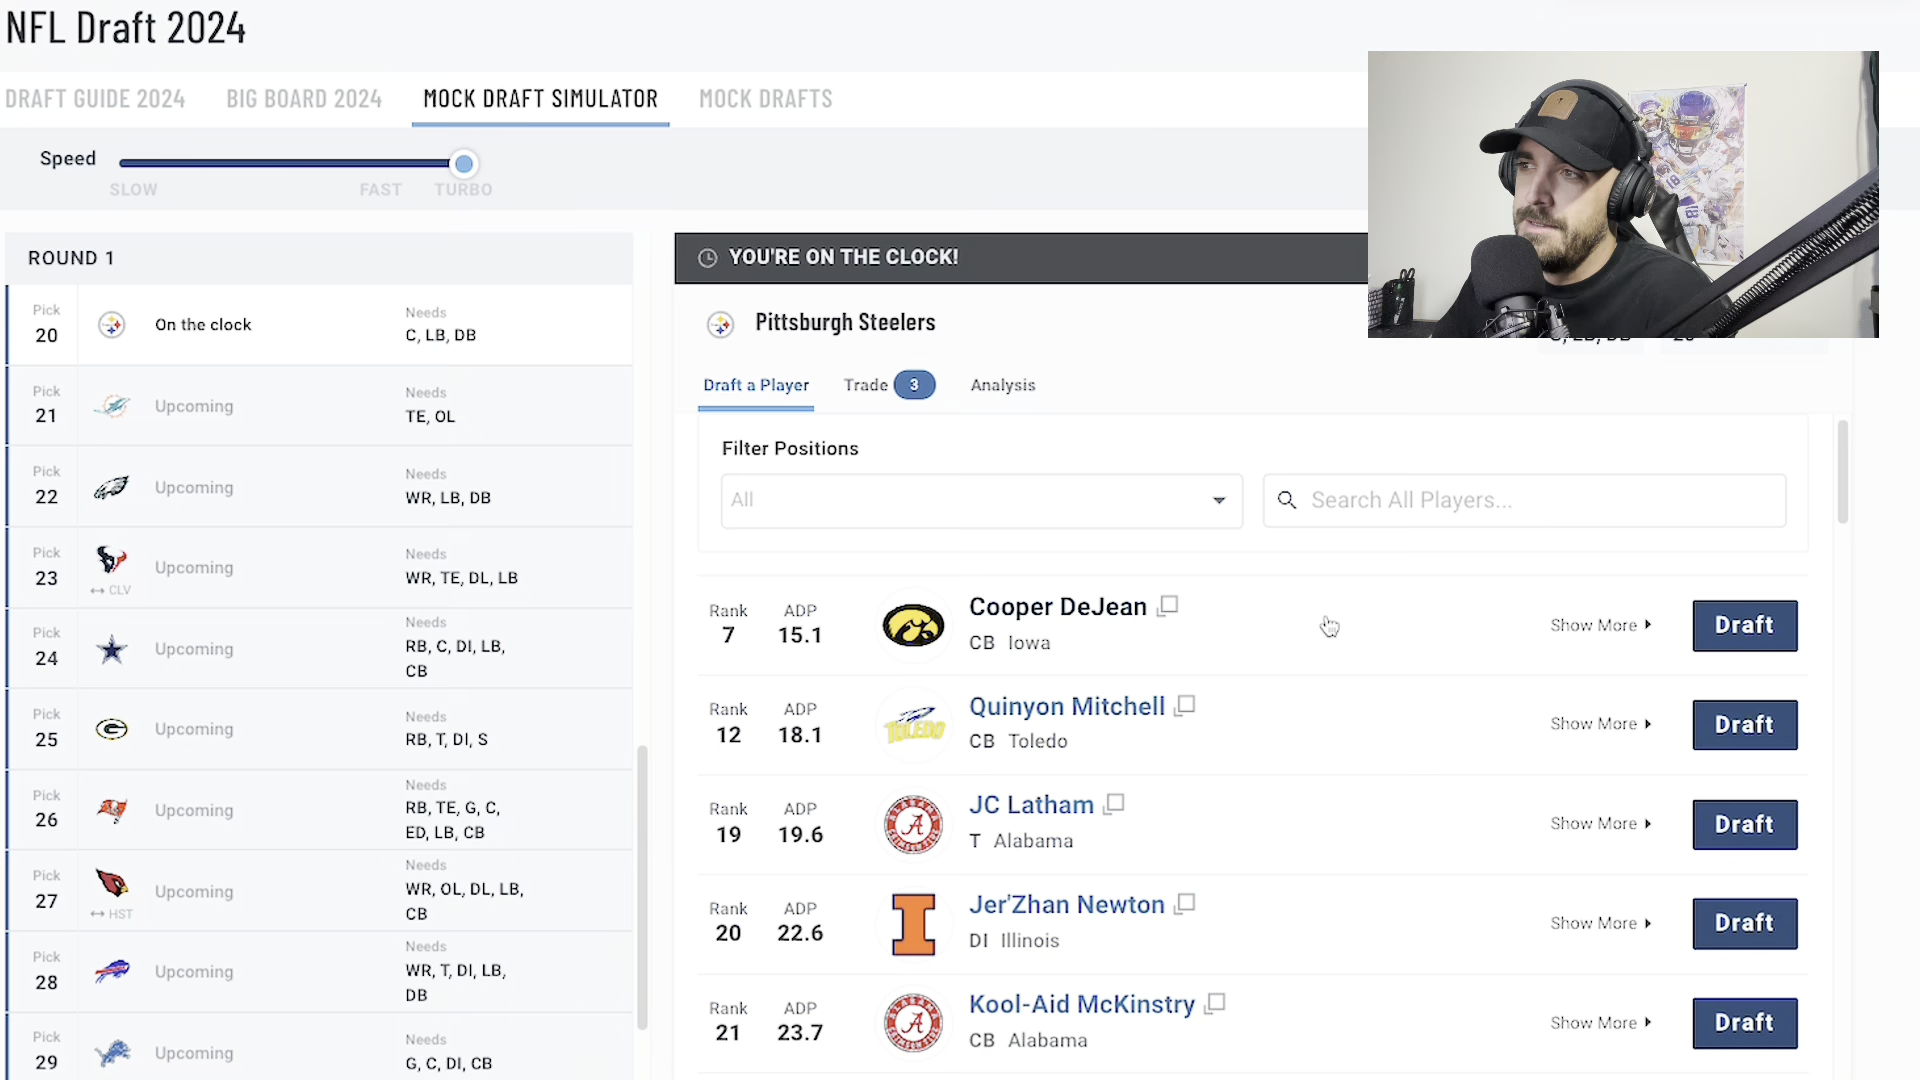 NFL Draft 2024
DRAFT GUIDE 2024
BIG BOARD 2024
MOCK DRAFT SIMULATOR
MOCK DRAFTS
Speed
SLOW
FAST
TURBO
ROUND 1
Pick
20
On the clock
Needs
C, LB, DB
Pick
21
Upcoming
Needs
TE, OL
Pick
22
Upcoming
Needs
WR, LB, DB
Pick
23
↔ CLV
Upcoming
Needs
WR, TE, DL, LB
Pick
24
Upcoming
Needs
RB, C, DI, LB,
CB
Pick
25
Upcoming
Needs
RB, T, DI, S
Pick
26
Upcoming
Needs
RB, TE, G, C,
ED, LB, CB
Pick
27
↔ HST
Upcoming
Needs
WR, OL, DL, LB,
CB
Pick
28
Upcoming
Needs
WR, T, DI, LB,
DB
Pick
29
Upcoming
Needs
G, C, DI, CB
YOU'RE ON THE CLOCK!
Pittsburgh Steelers
Draft a Player
Trade 3
Analysis
Filter Positions
All
Search All Players...
Rank
7
ADP
15.1
Cooper DeJean
CB Iowa
Show More
Draft
Rank
12
ADP
18.1
TOLEDO
Quinyon Mitchell
CB Toledo
Show More
Draft
Rank
19
ADP
19.6
JC Latham
T Alabama
Show More
Draft
Rank
20
ADP
22.6
Jer'Zhan Newton
DI Illinois
Show More
Draft
Rank
21
ADP
23.7
Kool-Aid McKinstry
CB Alabama
Show More
Draft